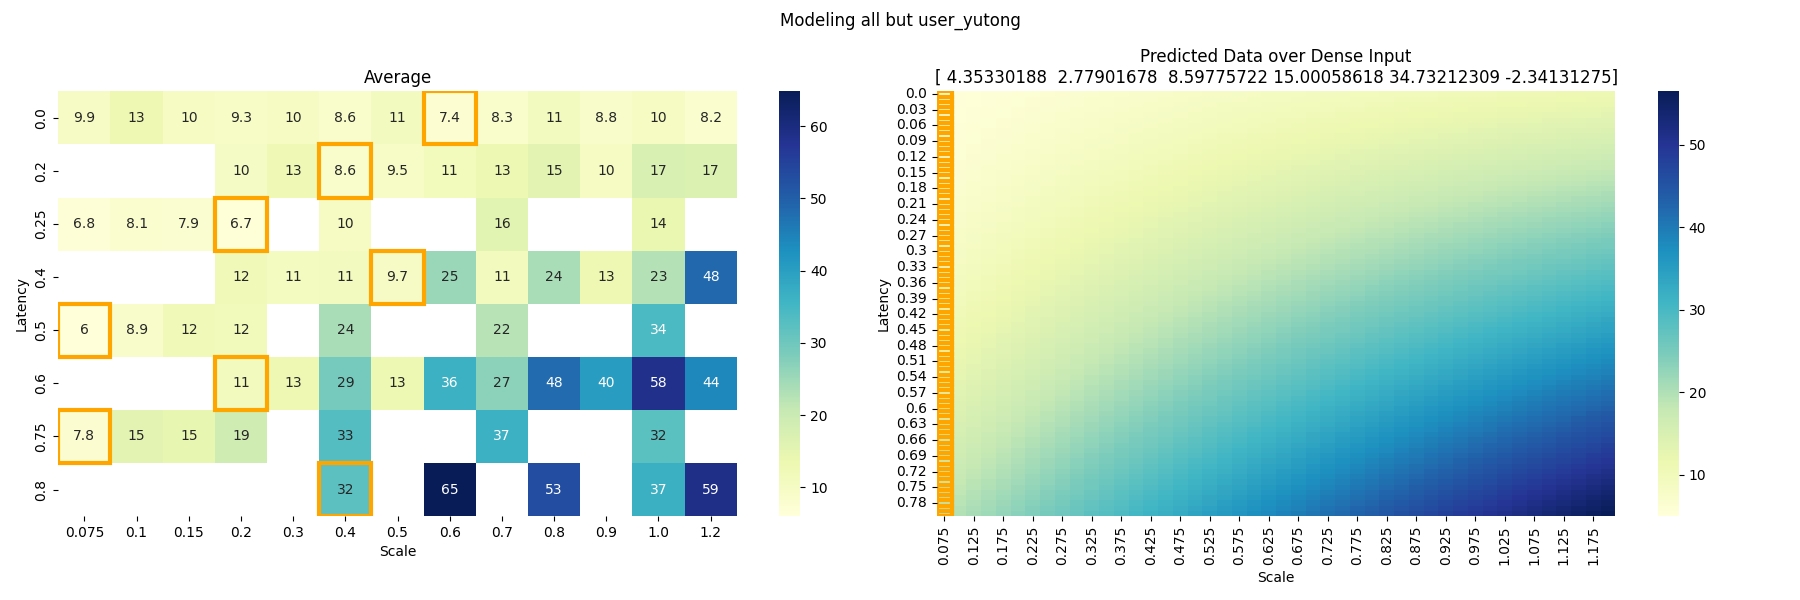 Modeling all but user_yutong
Average
Latency
0.0 9.9 13 10 9.3 10 8.6 11 7.4 8.3 11 8.8 10 8.2
0.2 10 13 8.6 9.5 11 13 15 10 17 17
0.25 6.8 8.1 7.9 6.7 10 16 14
0.4 12 11 11 9.7 25 11 24 13 23 48
0.5 6 8.9 12 12 24 22 34
0.6 11 13 29 13 36 27 48 40 58 44
0.75 7.8 15 15 19 33 37 32
0.8 32 65 53 37 59
0.075 0.1 0.15 0.2 0.3 0.4 0.5 0.6 0.7 0.8 0.9 1.0 1.2
Scale
60
50
40
30
20
10
Predicted Data over Dense Input
[ 4.35330188 2.77901678 8.59775722 15.00058618 34.73212309 -2.34131275]
Latency
0.0
0.03
0.06
0.09
0.12
0.15
0.18
0.21
0.24
0.27
0.3
0.33
0.36
0.39
0.42
0.45
0.48
0.51
0.54
0.57
0.6
0.63
0.66
0.69
0.72
0.75
0.78
0.075 0.125 0.175 0.225 0.275 0.325 0.375 0.425 0.475 0.525 0.575 0.625 0.675 0.725 0.775 0.825 0.875 0.925 0.975 1.025 1.075 1.125 1.175
Scale
50
40
30
20
10